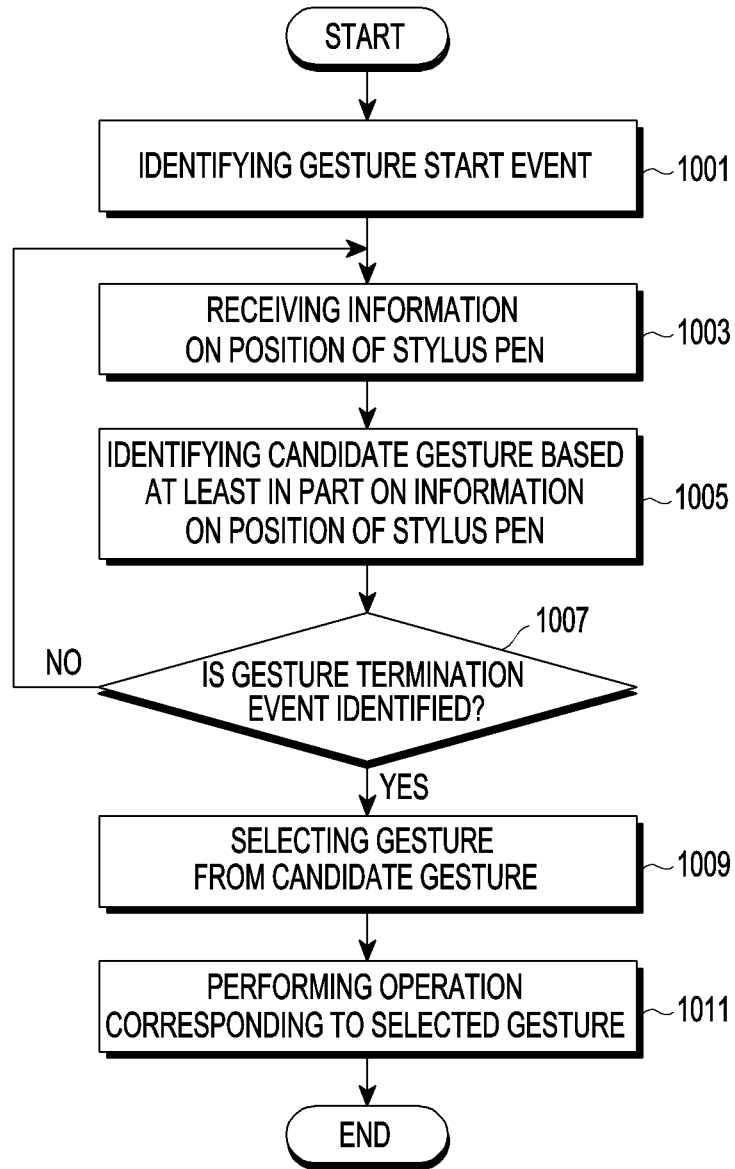 START
IDENTIFYING GESTURE START EVENT
1001
RECEIVING INFORMATION
ON POSITION OF STYLUS PEN
1003
IDENTIFYING CANDIDATE GESTURE BASED
AT LEAST IN PART ON INFORMATION
ON POSITION OF STYLUS PEN
1005
1007
NO
IS GESTURE TERMINATION
EVENT IDENTIFIED?
YES
SELECTING GESTURE
FROM CANDIDATE GESTURE
1009
PERFORMING OPERATION
CORRESPONDING TO SELECTED GESTURE
1011
END